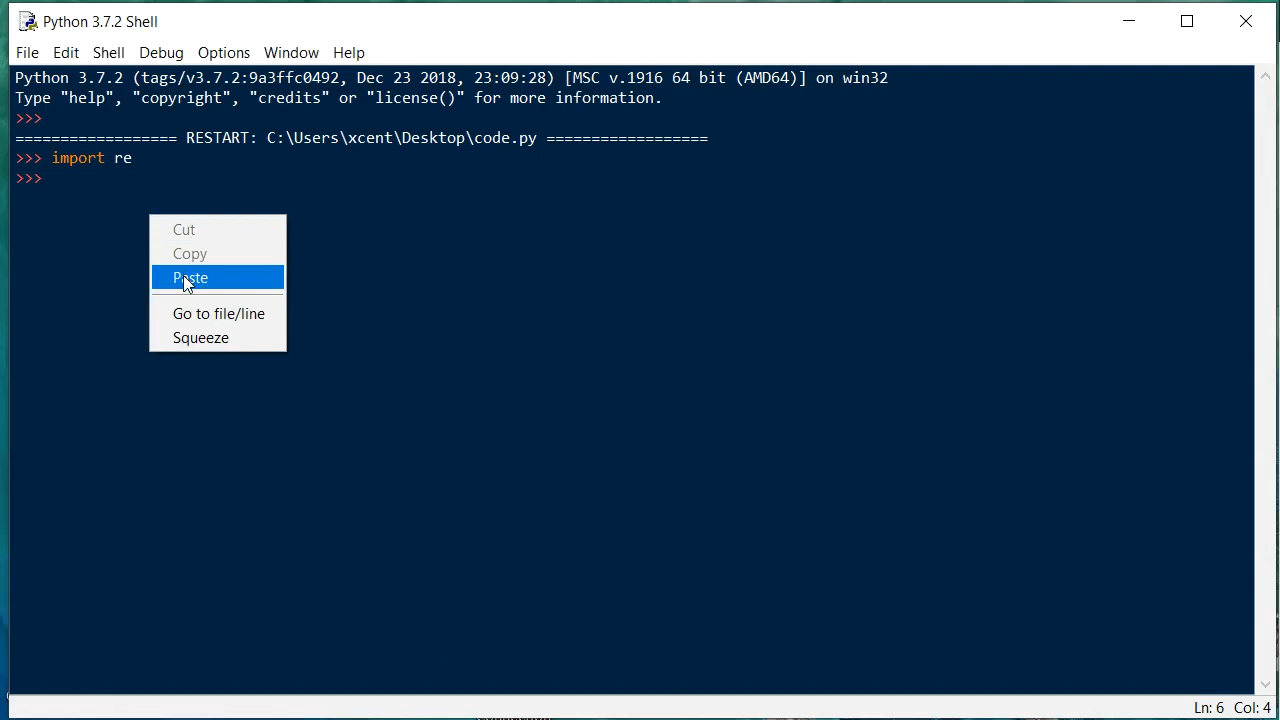 Python 3.7.2 Shell
File Edit Shell Debug Options Window Help
Python 3.7.2 (tags/v3.7.2:9a3ffc0492, Dec 23 2018, 23:09:28) [MSC v.1916 64 bit (AMD64)] on win32
Type "help", "copyright", "credits" or "license()" for more information.
>>>
================== RESTART: C:\Users\xcent\Desktop\code.py ==================
>>> import re
>>>
Cut
Copy
Paste
Go to file/line
Squeeze
Ln: 6 Col: 4